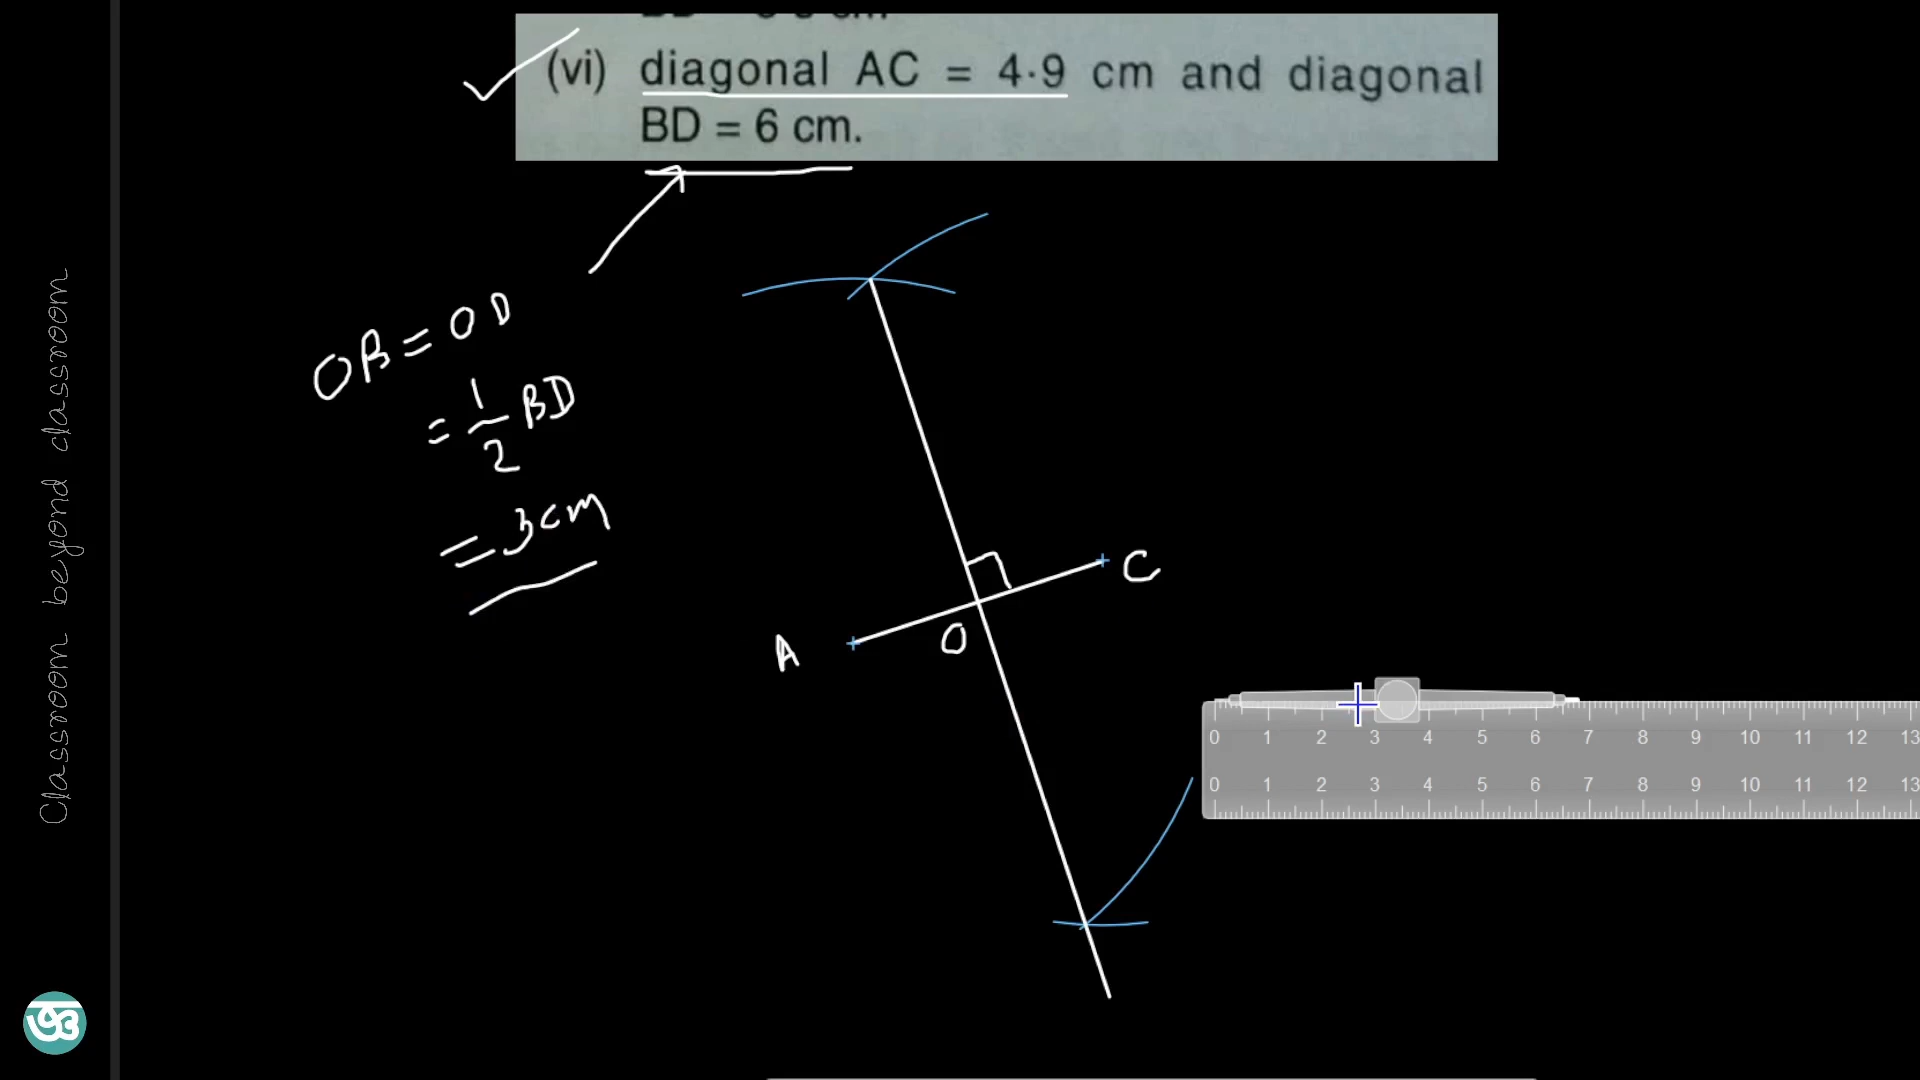 (vi) diagonal AC = 4·9 cm and diagonal
BD = 6 cm.
OB = OD
= 1/2 BD
= 3cm
C
O
A
0 1 2 3 4 5 6 7 8 9 10 11 12 13
0 1 2 3 4 5 6 7 8 9 10 11 12 13
Classroom beyond classroom